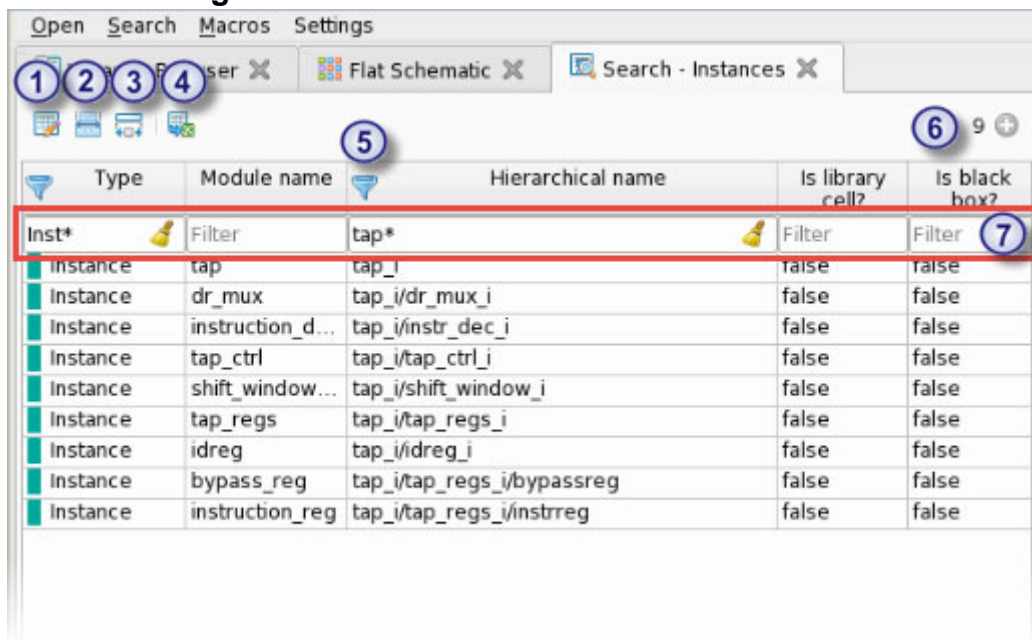 g
Open Search Macros Settings
ser Flat Schematic Search - Instances
1 2 3 4
5
6 9
Type Module name Hierarchical name Is library cell? Is black box?
Inst* Filter tap* Filter Filter 7
Instance tap tap_i false false
Instance dr_mux tap_i/dr_mux_i false false
Instance instruction_d... tap_i/instr_dec_i false false
Instance tap_ctrl tap_i/tap_ctrl_i false false
Instance shift_window... tap_i/shift_window_i false false
Instance tap_regs tap_i/tap_regs_i false false
Instance idreg tap_i/idreg_i false false
Instance bypass_reg tap_i/tap_regs_i/bypassreg false false
Instance instruction_reg tap_i/tap_regs_i/instrreg false false